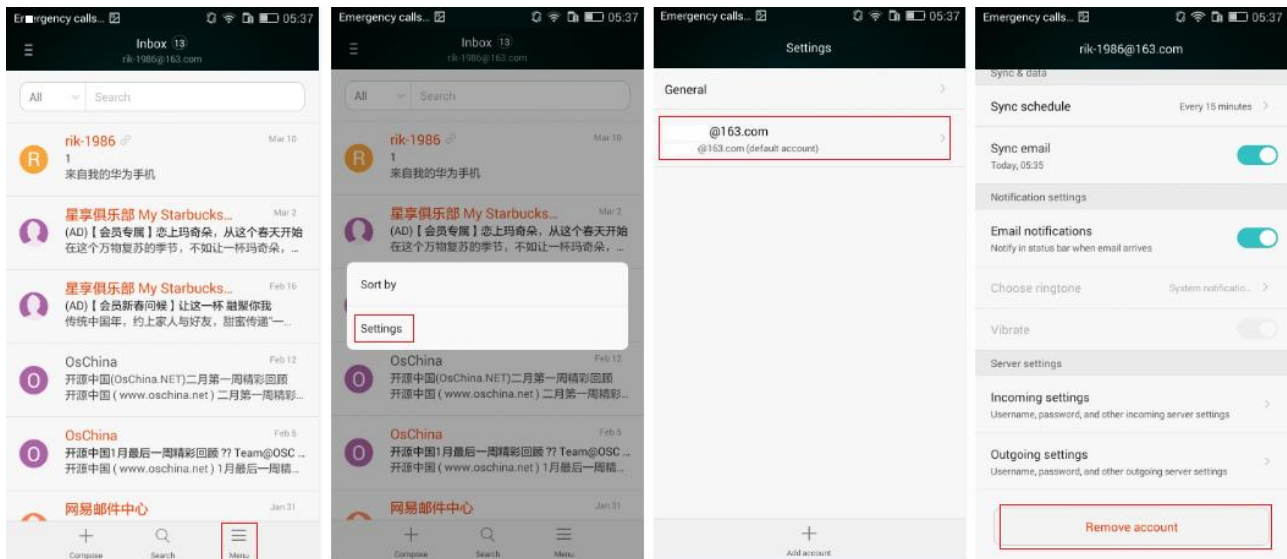 Emergency calls... 05:37
Inbox 13
rik-1986@163.com
All Search
rik-1986 Mar 10
1
来自我的华为手机
星享俱乐部 My Starbucks... Mar 2
(AD)【会员专属】恋上玛奇朵，从这个春天开始
在这个万物复苏的季节，不如让一杯玛奇朵，...
星享俱乐部 My Starbucks... Feb 16
(AD)【会员新春问候】让这一杯 融聚你我
传统中国年，约上家人与好友，甜蜜传递“一...
OsChina Feb 12
开源中国(OsChina.NET)二月第一周精彩回顾
开源中国 ( www.oschina.net ) 二月第一周精彩...
OsChina Feb 5
开源中国1月最后一周精彩回顾 ?? Team@OSC ...
开源中国 ( www.oschina.net ) 1月最后一周精...
网易邮件中心 Jan 31
Compose Search Menu
Emergency calls... 05:37
Inbox 13
rik-1986@163.com
All Search
rik-1986 Mar 10
1
来自我的华为手机
星享俱乐部 My Starbucks... Mar 2
(AD)【会员专属】恋上玛奇朵，从这个春天开始
在这个万物复苏的季节，不如让一杯玛奇朵，...
Sort by
Settings
OsChina Feb 12
开源中国(OsChina.NET)二月第一周精彩回顾
开源中国 ( www.oschina.net ) 二月第一周精彩...
OsChina Feb 5
开源中国1月最后一周精彩回顾 ?? Team@OSC ...
开源中国 ( www.oschina.net ) 1月最后一周精...
网易邮件中心 Jan 31
Compose Search Menu
Emergency calls... 05:37
Settings
General
@163.com
@163.com (default account)
Add account
Emergency calls... 05:37
rik-1986@163.com
Sync & data
Sync schedule Every 15 minutes
Sync email
Today, 05:35
Notification settings
Email notifications
Notify in status bar when email arrives
Choose ringtone System notificatio...
Vibrate
Server settings
Incoming settings
Username, password, and other incoming server settings
Outgoing settings
Username, password, and other outgoing server settings
Remove account